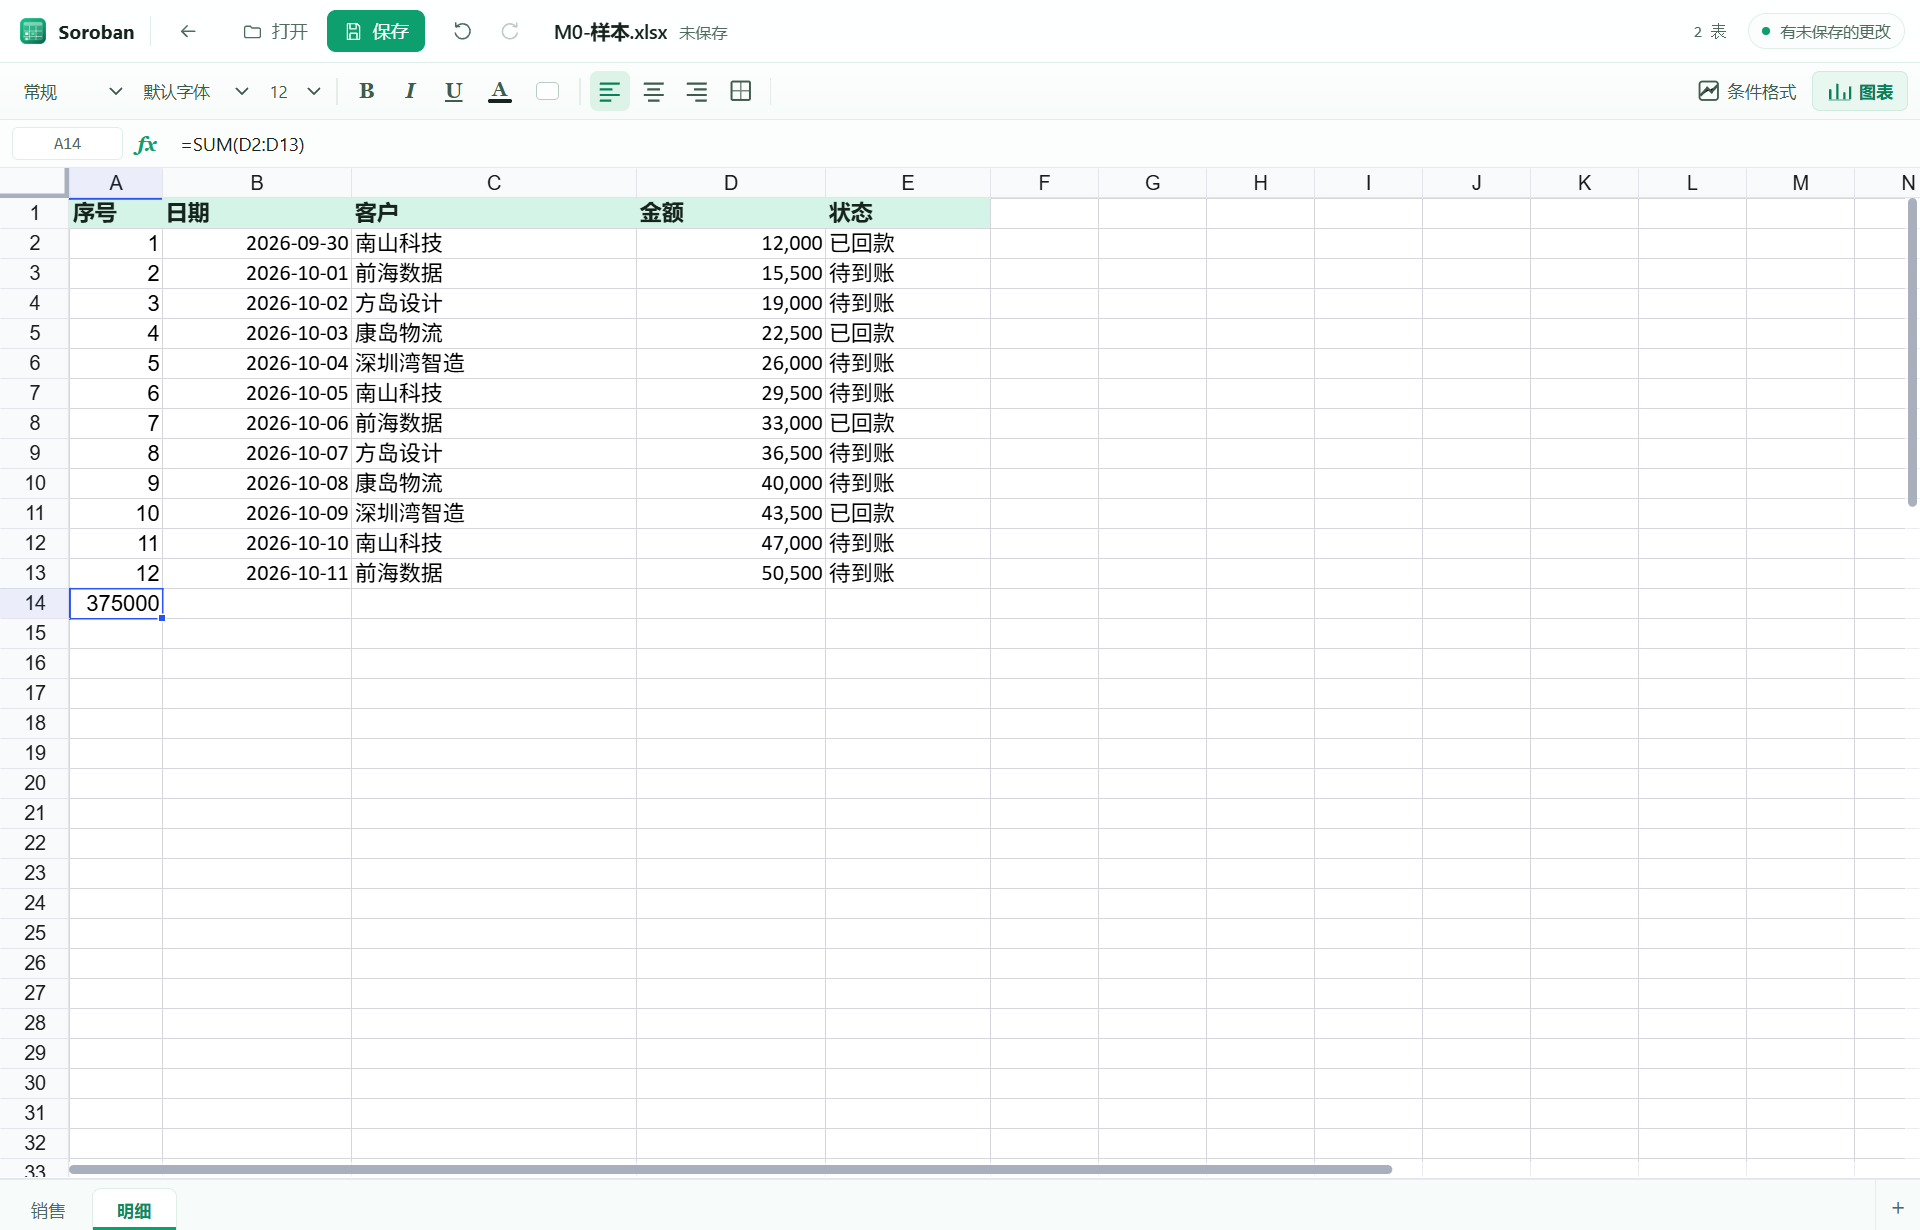 Soroban
打开
保存
M0-样本.xlsx 未保存
2 表
有未保存的更改
常规
默认字体
12
B
I
U
A
条件格式
图表
A14
fx
=SUM(D2:D13)
A B C D E F G H I J K L M N
1 序号 日期 客户 金额 状态
2 1 2026-09-30 南山科技 12,000 已回款
3 2 2026-10-01 前海数据 15,500 待到账
4 3 2026-10-02 方岛设计 19,000 待到账
5 4 2026-10-03 康岛物流 22,500 已回款
6 5 2026-10-04 深圳湾智造 26,000 待到账
7 6 2026-10-05 南山科技 29,500 待到账
8 7 2026-10-06 前海数据 33,000 已回款
9 8 2026-10-07 方岛设计 36,500 待到账
10 9 2026-10-08 康岛物流 40,000 待到账
11 10 2026-10-09 深圳湾智造 43,500 已回款
12 11 2026-10-10 南山科技 47,000 待到账
13 12 2026-10-11 前海数据 50,500 待到账
14 375000
15
16
17
18
19
20
21
22
23
24
25
26
27
28
29
30
31
32
33
销售
明细
+